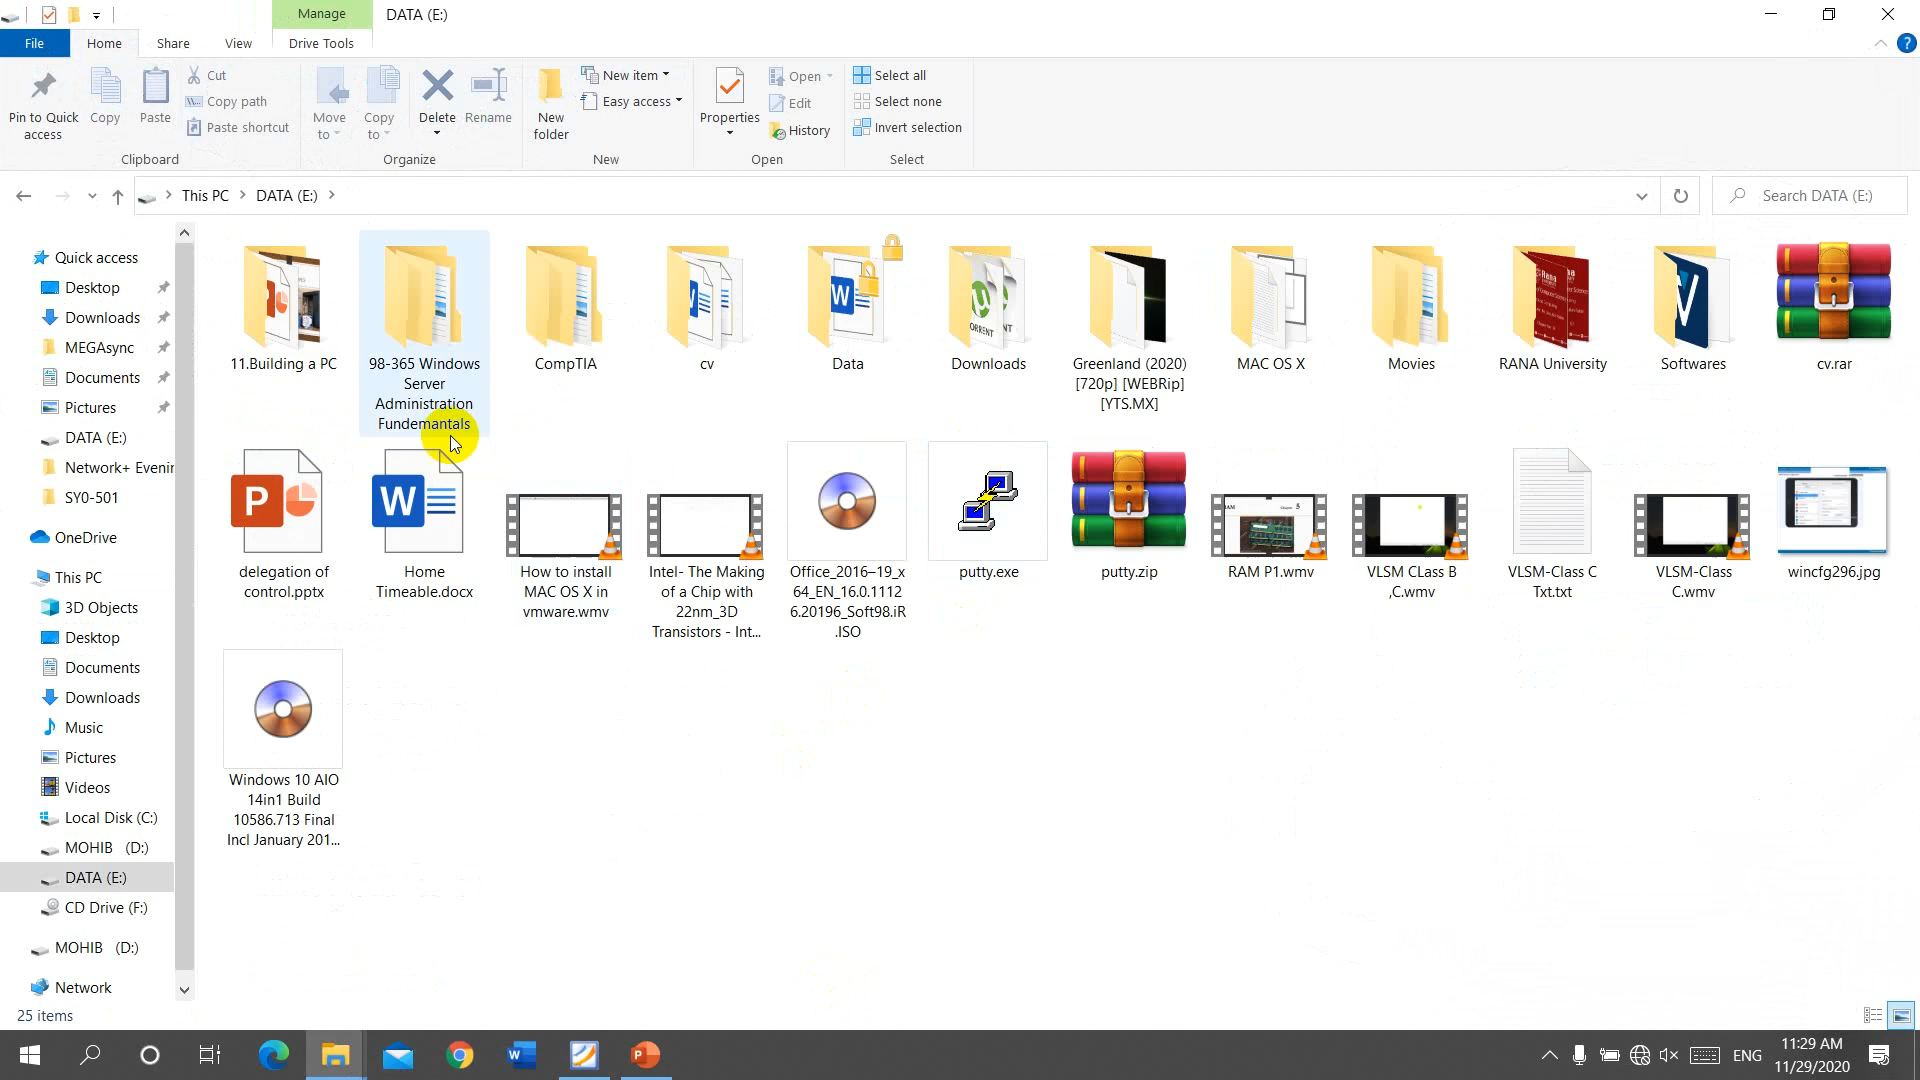 Manage
DATA (E:)
File
Home
Share
View
Drive Tools
Pin to Quick
access
Copy
Paste
Cut
Copy path
Paste shortcut
Clipboard
Move
to
Copy
to
Delete
Rename
Organize
New
folder
New item
Easy access
New
Properties
Open
Edit
History
Open
Select all
Select none
Invert selection
Select
This PC
DATA (E:)
Search DATA (E:)
Quick access
Desktop
Downloads
MEGAsync
Documents
Pictures
DATA (E:)
Network+ Evenin
SY0-501
OneDrive
This PC
3D Objects
Desktop
Documents
Downloads
Music
Pictures
Videos
Local Disk (C:)
MOHIB (D:)
DATA (E:)
CD Drive (F:)
MOHIB (D:)
Network
11.Building a PC
98-365 Windows
Server
Administration
Fundemantals
CompTIA
cv
Data
Downloads
Greenland (2020)
[720p] [WEBRip]
[YTS.MX]
MAC OS X
Movies
RANA University
Softwares
cv.rar
delegation of
control.pptx
Home
Timeable.docx
How to install
MAC OS X in
vmware.wmv
Intel- The Making
of a Chip with
22nm_3D
Transistors - Int...
Office_2016–19_x
64_EN_16.0.1112
6.20196_Soft98.iR
.ISO
putty.exe
putty.zip
RAM P1.wmv
VLSM CLass B
,C.wmv
VLSM-Class C
Txt.txt
VLSM-Class
C.wmv
wincfg296.jpg
Windows 10 AIO
14in1 Build
10586.713 Final
Incl January 201...
25 items
ENG
11:29 AM
11/29/2020